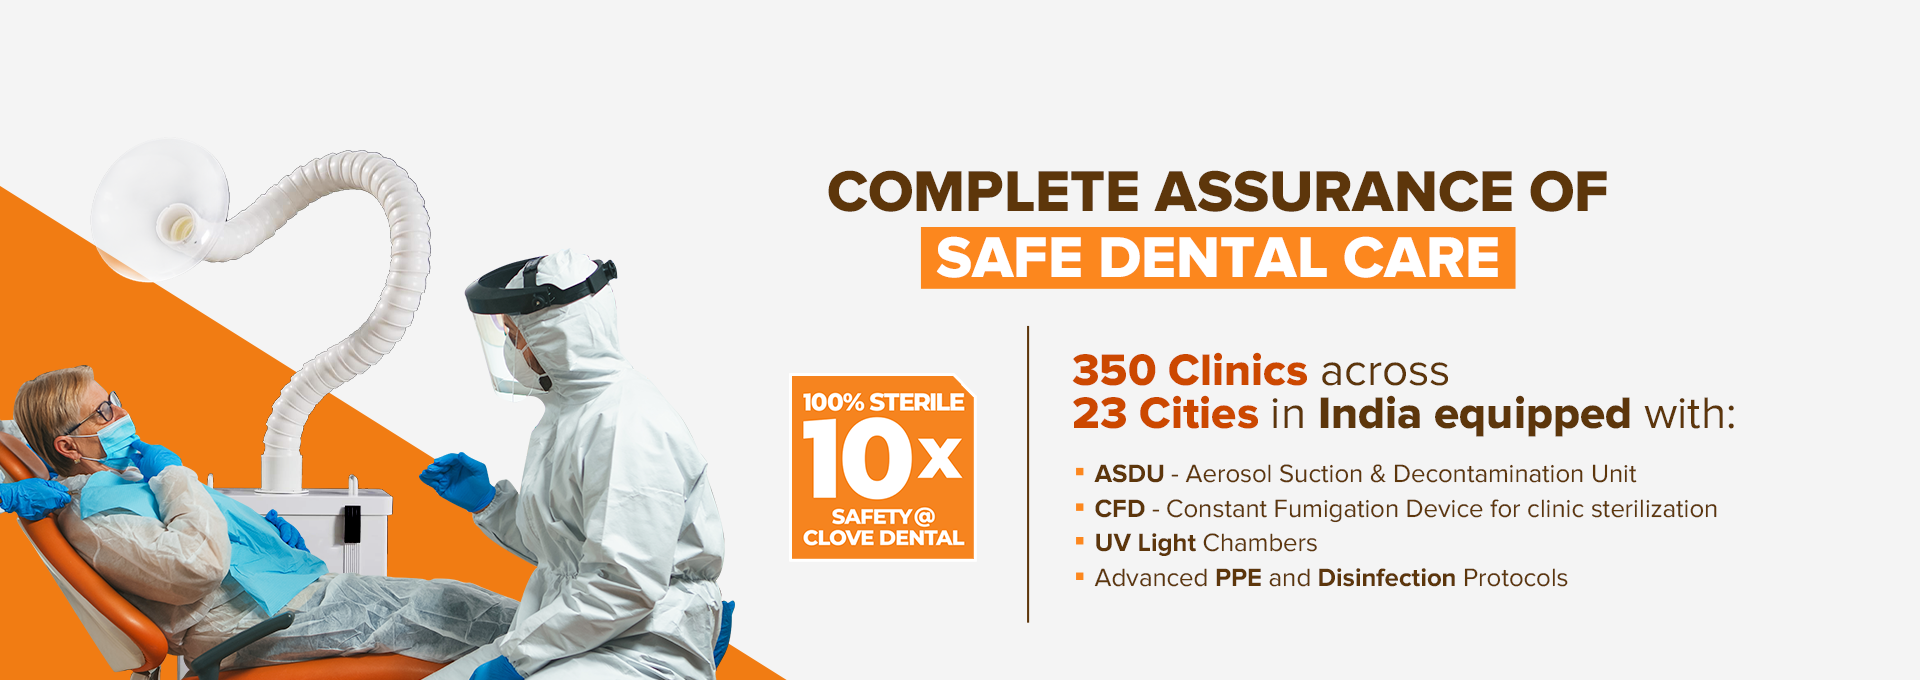 COMPLETE ASSURANCE OF
SAFE DENTAL CARE
100% STERILE
10x
SAFETY@
CLOVE DENTAL
350 Clinics across
23 Cities in India equipped with:
ASDU - Aerosol Suction & Decontamination Unit
CFD - Constant Fumigation Device for clinic sterilization
UV Light Chambers
Advanced PPE and Disinfection Protocols